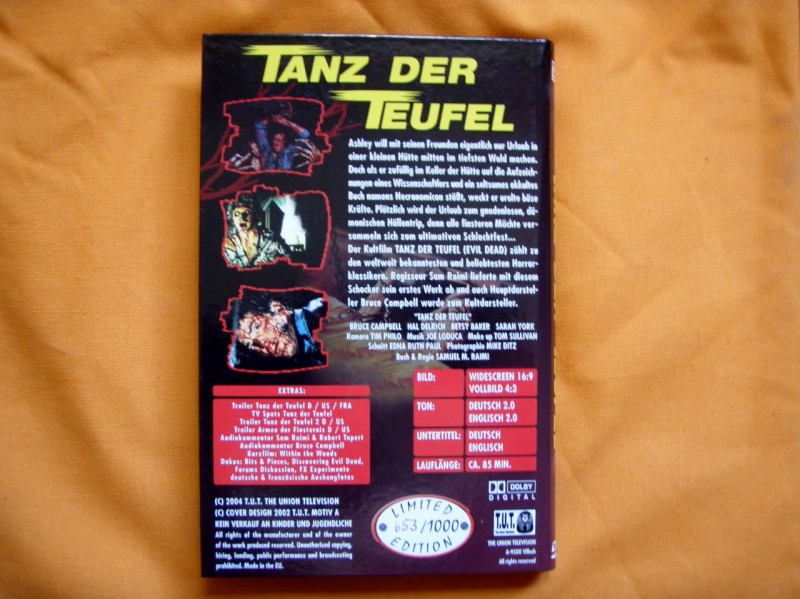 TANZ DER
TEUFEL
Ashley will mit seinen Freunden eigentlich nur Urlaub in
einer kleinen Hütte mitten im tiefsten Wald machen.
Doch als er zufällig im Keller der Hütte auf die Aufzeich-
nungen eines Wissenschaftlers und ein seltsames okkultes
Buch namens Necronomicon stößt, weckt er uralte böse
Kräfte. Plötzlich wird der Urlaub zum gnadenlosen, dä-
monischen Höllentrip, denn alle finsteren Mächte ver-
sammeln sich zum ultimativen Schlachtfest...
Der Kultfilm TANZ DER TEUFEL (EVIL DEAD) zählt zu
den weltweit bekanntesten und beliebtesten Horror-
klassikern. Regisseur Sam Raimi lieferte mit diesem
Schocker sein erstes Werk ab und auch Hauptdarstel-
ler Bruce Campbell wurde zum Kultdarsteller.
"TANZ DER TEUFEL"
BRUCE CAMPBELL HAL DELRICH BETSY BAKER SARAH YORK
Kamera TIM PHILO Musik JOE LODUCA Make up TOM SULLIVAN
Schnitt EDNA RUTH PAUL Photographie MIKE DITZ
Buch & Regie SAMUEL M. RAIMI
EXTRAS:
Trailer Tanz der Teufel D / US / FRA
TV Spots Tanz der Teufel
Trailer Tanz der Teufel 2 D / US
Trailer Armee der Finsternis D / US
Audiokommentar Sam Raimi & Robert Tapert
Audiokommentar Bruce Campbell
Kurzfilm: Within the Woods
Dokus: Bits & Pieces, Discovering Evil Dead,
Forums Diskussion, FX Experimente
deutsche & französische Aushangfotos
BILD: WIDESCREEN 16:9
VOLLBILD 4:3
TON: DEUTSCH 2.0
ENGLISCH 2.0
UNTERTITEL: DEUTSCH
ENGLISCH
LAUFLÄNGE: CA. 85 MIN.
(C) 2004 T.U.T. THE UNION TELEVISION
(C) COVER DESIGN 2002 T.U.T. MOTIV A
KEIN VERKAUF AN KINDER UND JUGENDLICHE
All rights of the manufacturer and of the owner
of the work produced reserved. Unauthorised copying,
hiring, lending, public performance and broadcasting
prohibited. Made in the EU.
LIMITED
653/1000
EDITION
DOLBY
DIGITAL
T.U.T.
THE UNION TELEVISION
A-9500 Villach
All rights reserved